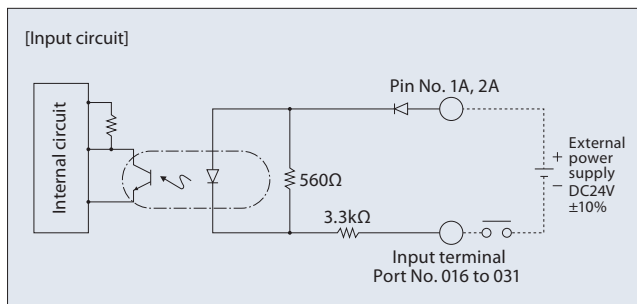 [Input circuit]
Pin No. 1A, 2A
Internal circuit
560Ω
3.3kΩ
+ External
power
supply
− DC24V
±10%
Input terminal
Port No. 016 to 031